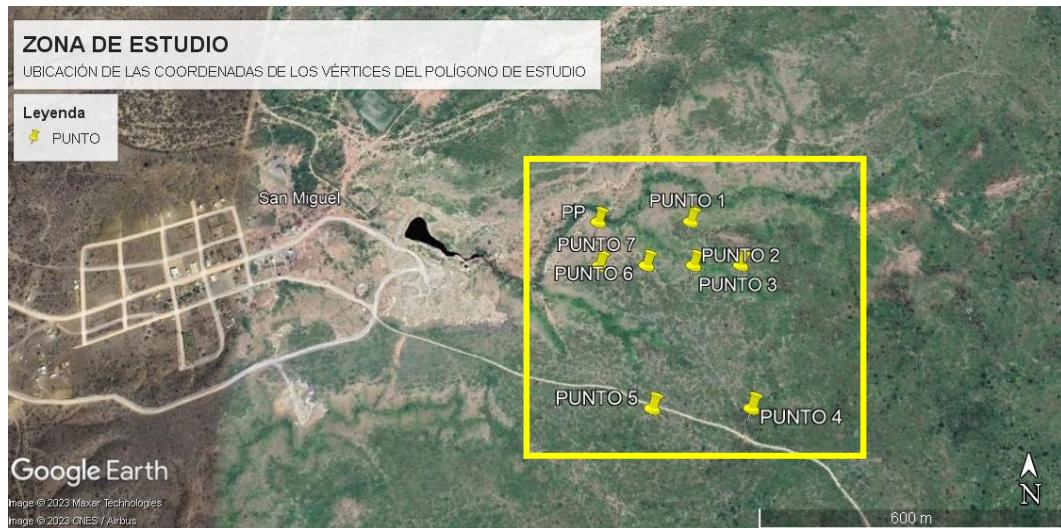 ZONA DE ESTUDIO
UBICACIÓN DE LAS COORDENADAS DE LOS VÉRTICES DEL POLÍGONO DE ESTUDIO
Leyenda
PUNTO
San Miguel
PP
PUNTO 1
PUNTO 7
PUNTO 2
PUNTO 6
PUNTO 3
PUNTO 5
PUNTO 4
Google Earth
N
Image © 2023 Maxar Technologies
Image © 2023 CNES / Airbus
600 m